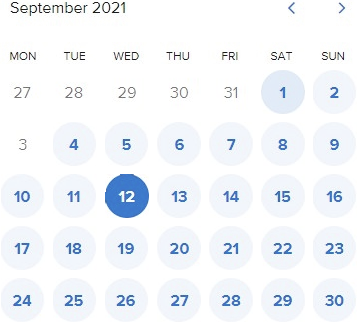 September 2021
MON TUE WED THU FRI SAT SUN
27 28 29 30 31 1 2
3 4 5 6 7 8 9
10 11 12 13 14 15 16
17 18 19 20 21 22 23
24 25 26 27 28 29 30